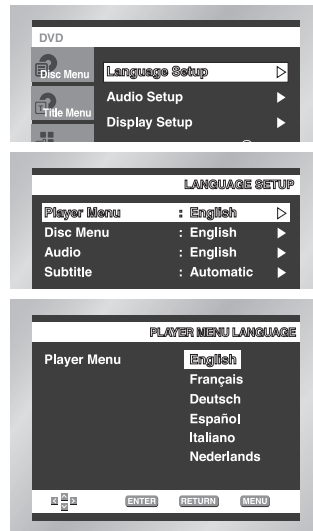 DVD
Disc Menu
Language Setup
Title Menu
Audio Setup
Display Setup
LANGUAGE SETUP
Player Menu : English
Disc Menu : English
Audio : English
Subtitle : Automatic
PLAYER MENU LANGUAGE
Player Menu English
Français
Deutsch
Español
Italiano
Nederlands
ENTER RETURN MENU